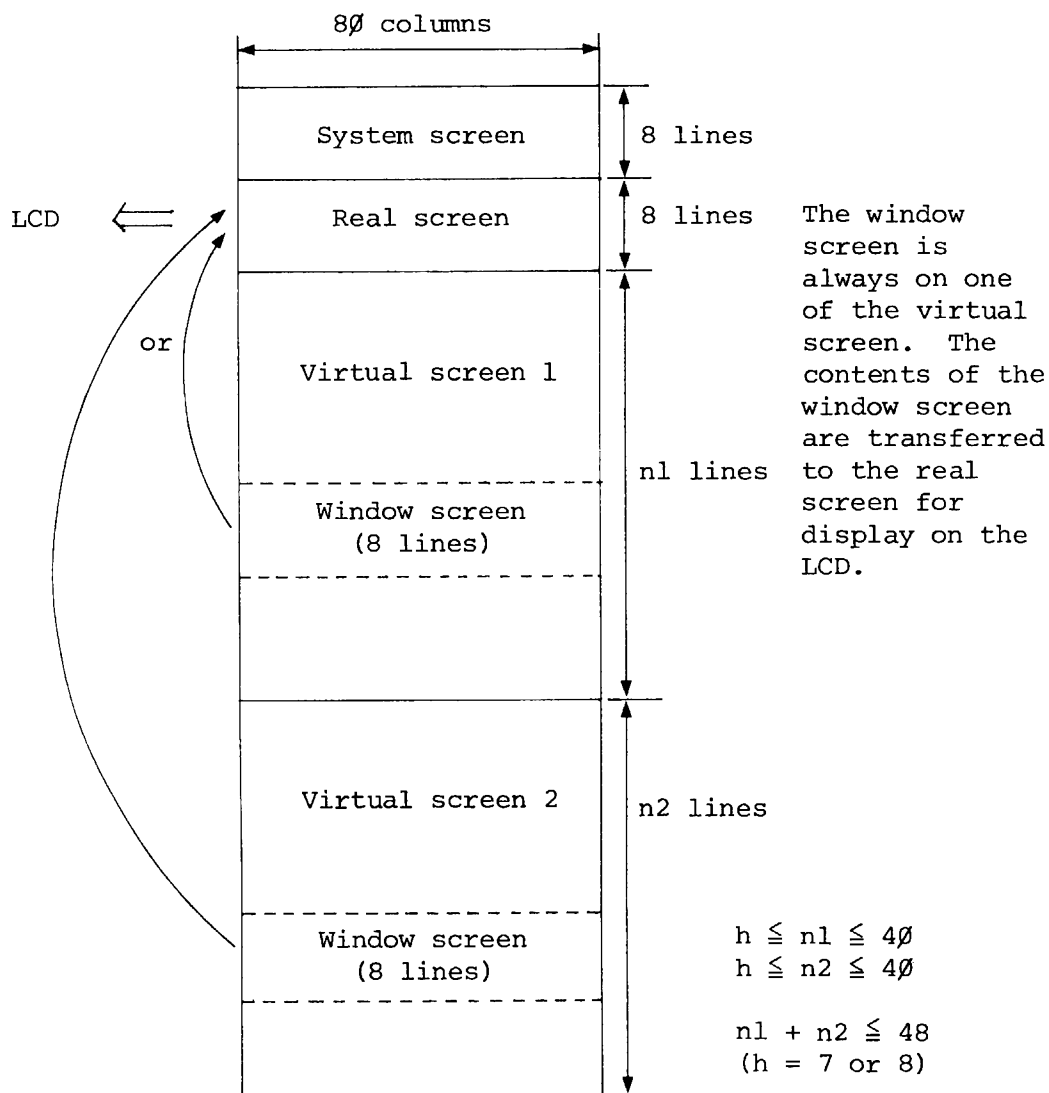 8Ø columns
System screen
8 lines
LCD
Real screen
8 lines
The window
screen is
always on one
of the virtual
screen. The
contents of the
window screen
are transferred
to the real
screen for
display on the
LCD.
or
Virtual screen 1
n1 lines
Window screen
(8 lines)
Virtual screen 2
n2 lines
Window screen
(8 lines)
h ≦ n1 ≦ 4Ø
h ≦ n2 ≦ 4Ø
n1 + n2 ≦ 48
(h = 7 or 8)